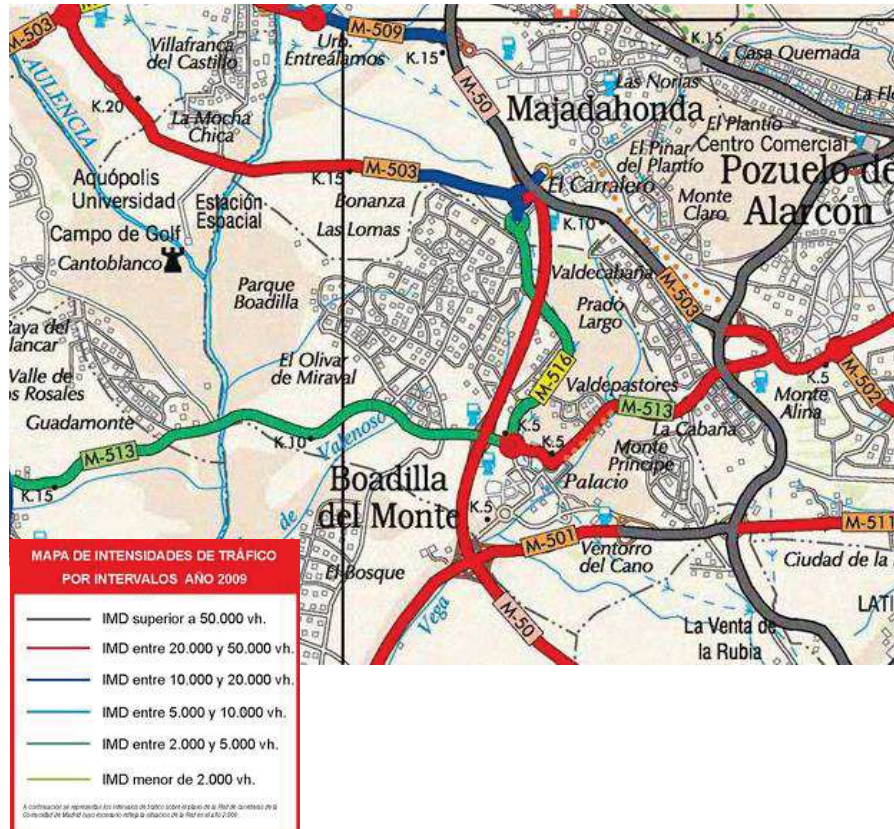 M-503
Villafranca
del Castillo
Urb.
Entreálamos
M-509
K.15
K.15
Casa Quemada
AULENCIA
K.20
La Mocha
Chica
M-50
Las Norias
Majadahonda
El Plantío
Centro Comercial
El Pinar
del Plantío
Pozuelo de
Alarcón
Aquópolis
Universidad
Estación
Espacial
K.15
M-503
Bonanza
El Carralero
Monte
Claro
Campo de Golf
Cantoblanco
Las Lomas
K.10
Parque
Boadilla
Valdecabaña
M-503
Prado
Largo
El Olivar
de Miraval
M-516
Valdepastores
K.5
M-502
Monte
Alina
Guadamonte
M-513
La Cabaña
K.10
Valenoso
K.5
K.5
M-513
Monte
Príncipe
K.15
Boadilla
del Monte
Palacio
de
K.5
M-501
M-511
Ventorro
del Cano
Ciudad de la
El Bosque
Vega
M-50
La Venta de
la Rubia
LATI
MAPA DE INTENSIDADES DE TRÁFICO
POR INTERVALOS AÑO 2009
IMD superior a 50.000 vh.
IMD entre 20.000 y 50.000 vh.
IMD entre 10.000 y 20.000 vh.
IMD entre 5.000 y 10.000 vh.
IMD entre 2.000 y 5.000 vh.
IMD menor de 2.000 vh.